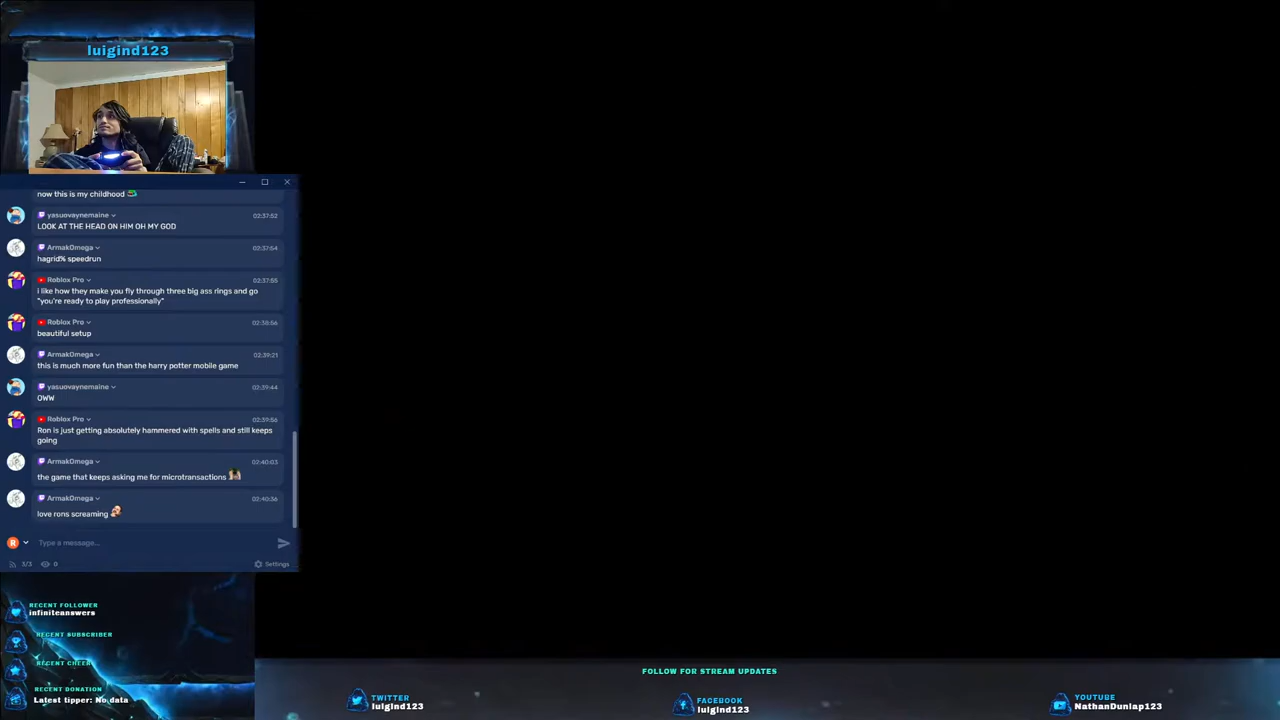 luigind123
now this is my childhood
yasuovaynemaine
02:37:52
LOOK AT THE HEAD ON HIM OH MY GOD
ArmakOmega
02:37:54
hagrid% speedrun
Roblox Pro
02:37:55
i like how they make you fly through three big ass rings and go
"you're ready to play professionally"
Roblox Pro
02:38:56
beautiful setup
ArmakOmega
02:39:21
this is much more fun than the harry potter mobile game
yasuovaynemaine
02:39:44
OWW
Roblox Pro
02:39:56
Ron is just getting absolutely hammered with spells and still keeps
going
ArmakOmega
02:40:03
the game that keeps asking me for microtransactions
ArmakOmega
02:40:36
love rons screaming
R
Type a message...
3/3
0
Settings
RECENT FOLLOWER
infiniteanswers
RECENT SUBSCRIBER
RECENT CHEER
RECENT DONATION
Latest tipper: No data
FOLLOW FOR STREAM UPDATES
TWITTER
luigind123
FACEBOOK
luigind123
YOUTUBE
NathanDunlap123